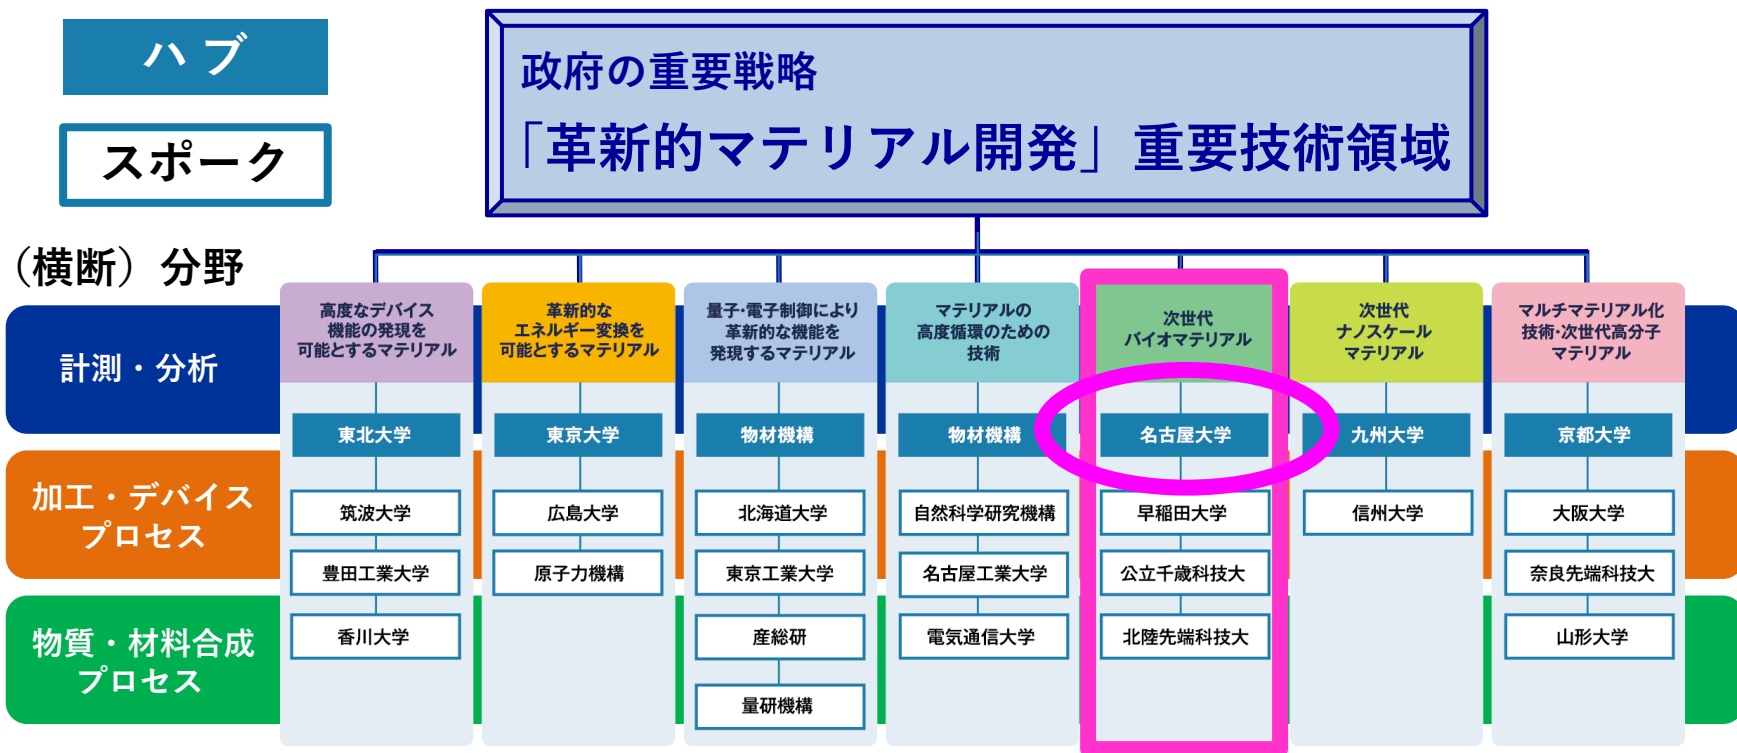 ハブ
スポーク
政府の重要戦略
「革新的マテリアル開発」重要技術領域
（横断）分野
計測・分析
加工・デバイス
プロセス
物質・材料合成
プロセス
高度なデバイス
機能の発現を
可能とするマテリアル
東北大学
筑波大学
豊田工業大学
香川大学
革新的な
エネルギー変換を
可能とするマテリアル
東京大学
広島大学
原子力機構
量子・電子制御により
革新的な機能を
発現するマテリアル
物材機構
北海道大学
東京工業大学
産総研
量研機構
マテリアルの
高度循環のための
技術
物材機構
自然科学研究機構
名古屋工業大学
電気通信大学
次世代
バイオマテリアル
名古屋大学
早稲田大学
公立千歳科技大
北陸先端科技大
次世代
ナノスケール
マテリアル
九州大学
信州大学
マルチマテリアル化
技術・次世代高分子
マテリアル
京都大学
大阪大学
奈良先端科技大
山形大学